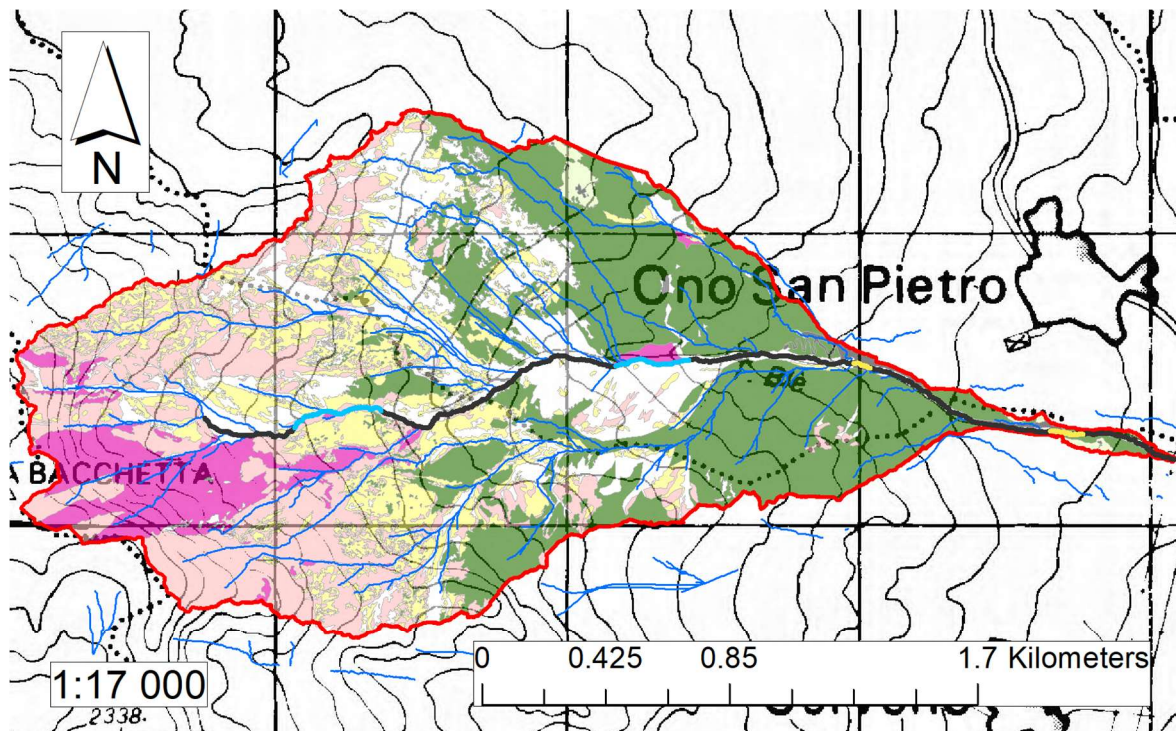 N
Cno San Pietro
Ble
A BACCHETTA
0 0.425 0.85 1.7 Kilometers
1:17 000
2338.